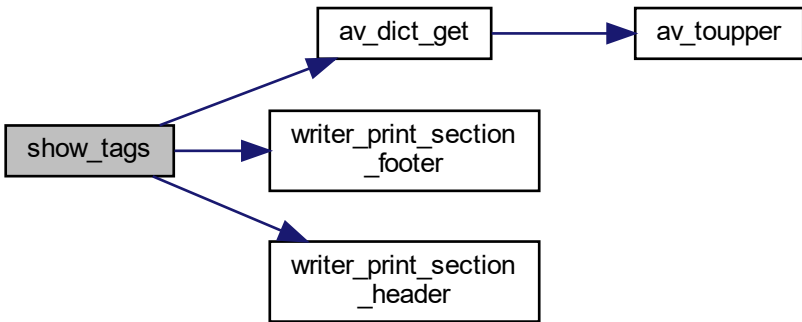 av_dict_get
av_toupper
show_tags
writer_print_section
_footer
writer_print_section
_header